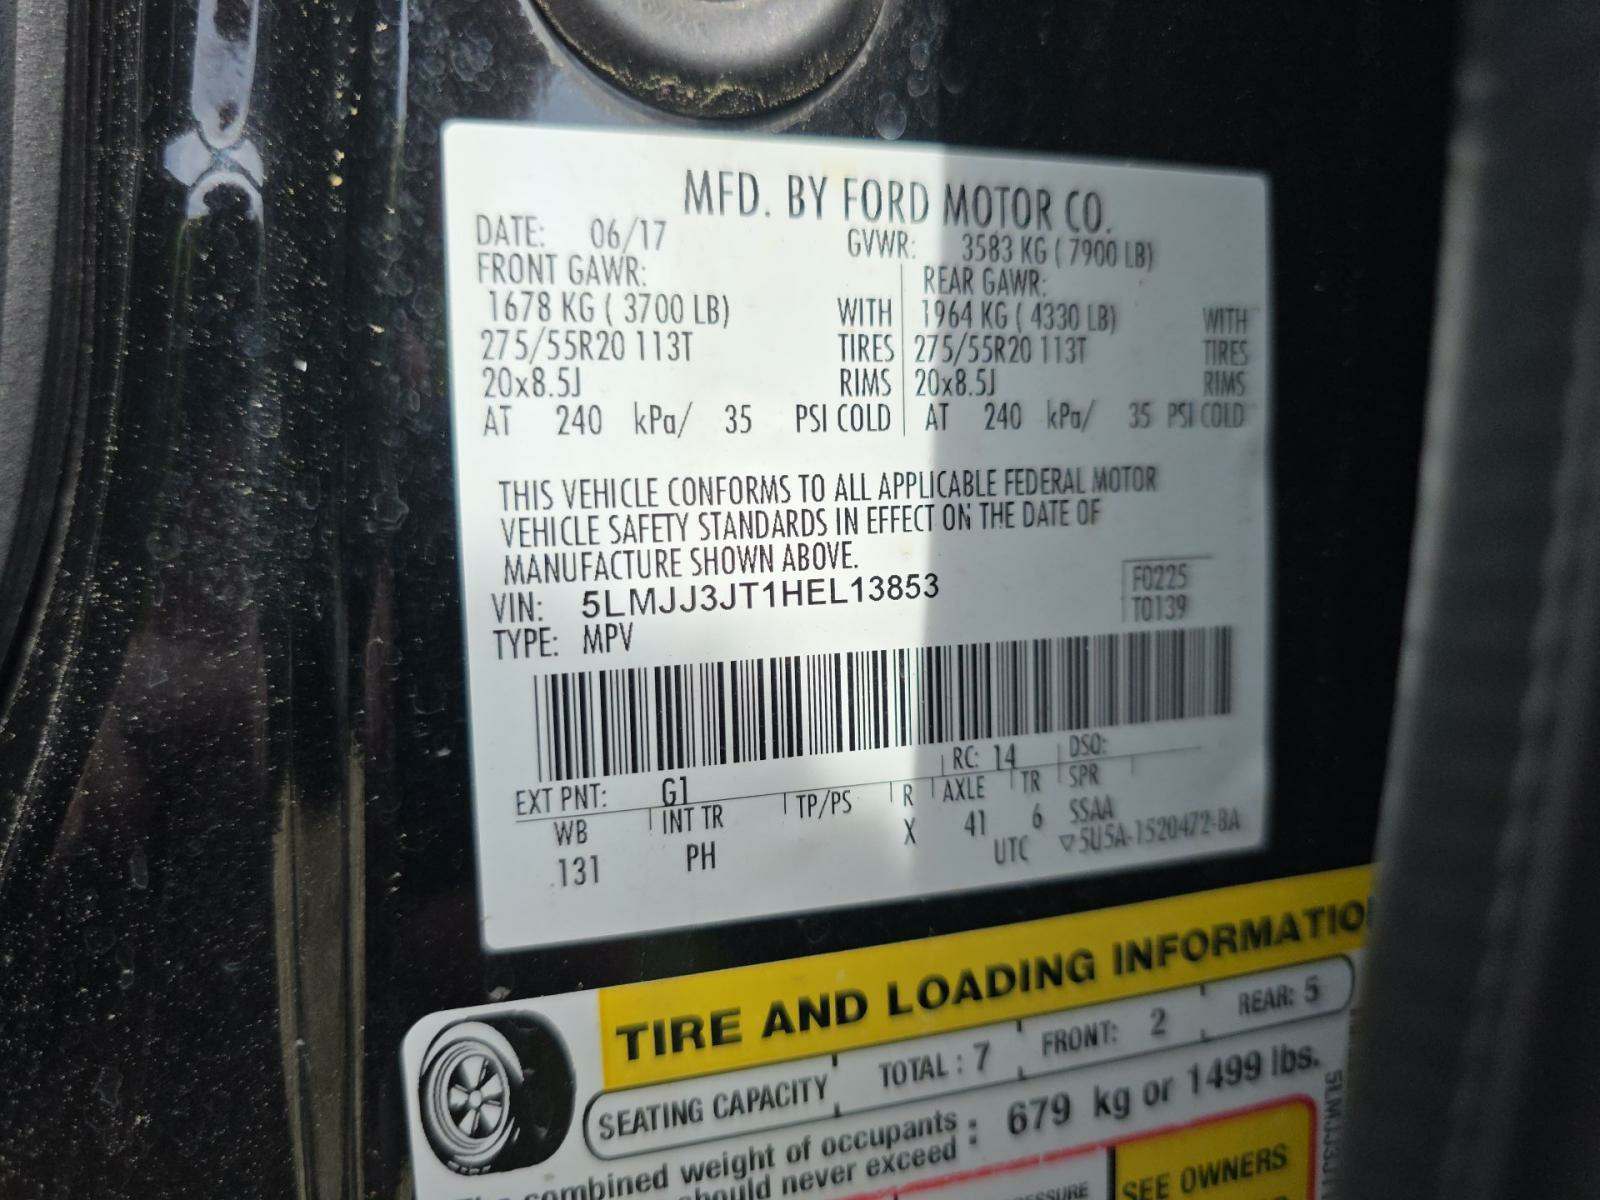 MFD. BY FORD MOTOR CO.
DATE: 06/17 GVWR: 3583 KG ( 7900 LB)
FRONT GAWR: REAR GAWR:
1678 KG ( 3700 LB) WITH 1964 KG ( 4330 LB) WITH
275/55R20 113T TIRES 275/55R20 113T TIRES
20x8.5J RIMS 20x8.5J RIMS
AT 240 kPa/ 35 PSI COLD AT 240 kPa/ 35 PSI COLD
THIS VEHICLE CONFORMS TO ALL APPLICABLE FEDERAL MOTOR
VEHICLE SAFETY STANDARDS IN EFFECT ON THE DATE OF
MANUFACTURE SHOWN ABOVE.
VIN: 5LMJJ3JT1HEL13853 F0225
TYPE: MPV T0139
EXT PNT: G1 RC: 14 DSO:
WB INT TR TP/PS R AXLE TR SPR
131 PH X 41 6 SSAA
UTC ▽5U5A-1520472-BA
TIRE AND LOADING INFORMATIO
SEATING CAPACITY TOTAL : 7 FRONT: 2 REAR: 5
combined weight of occupants
should never exceed : 679 kg or 1499 lbs.
SEE OWNERS